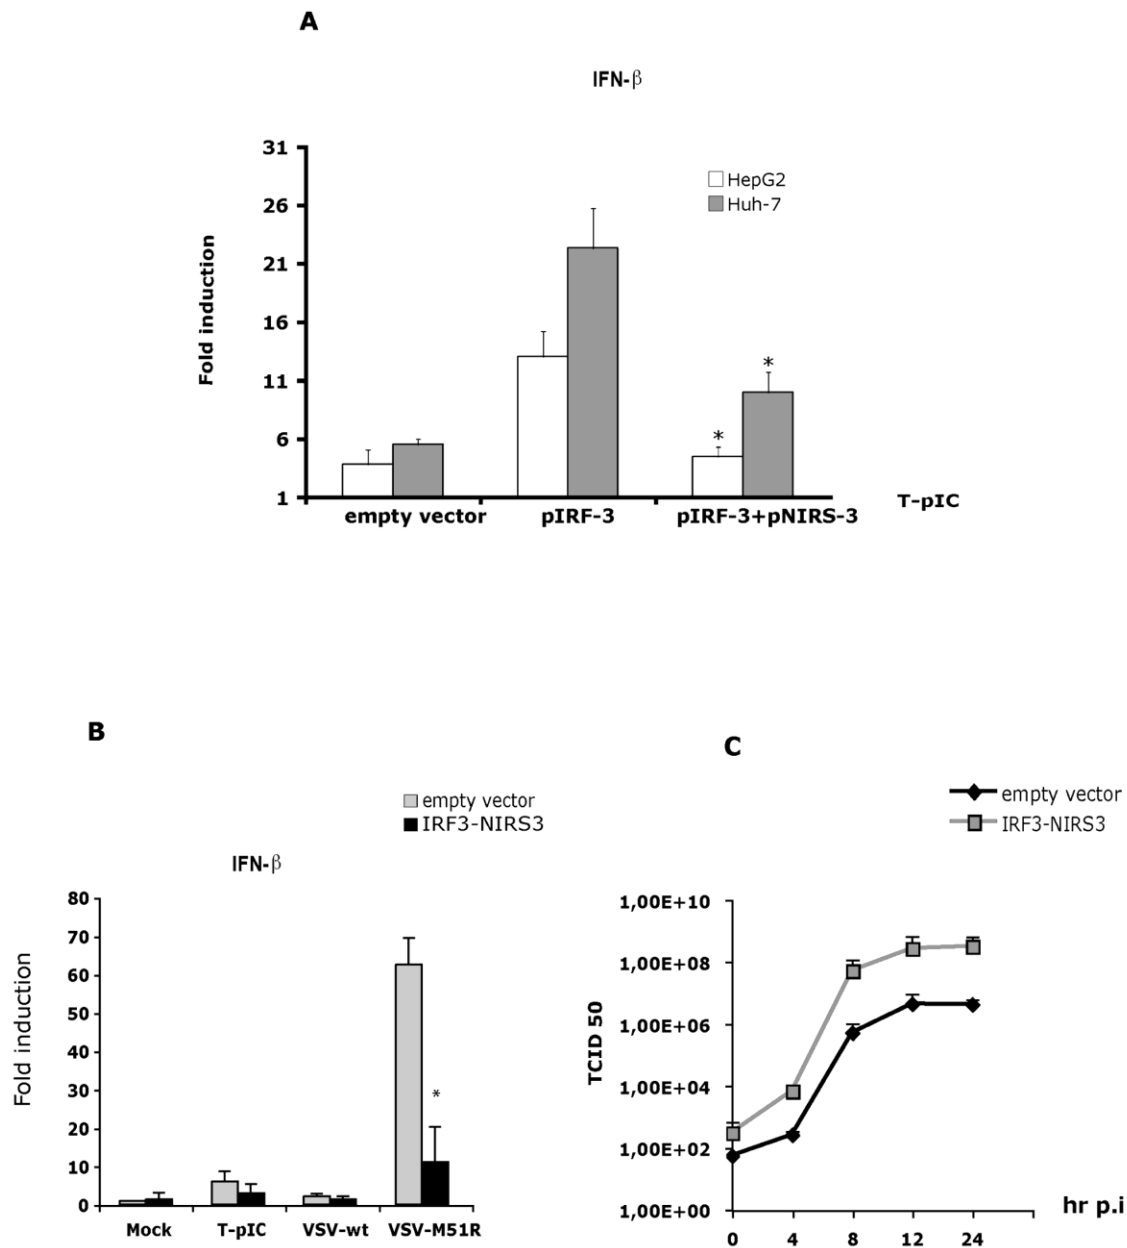 A
IFN-β
31
26
21
16
11
6
1
Fold induction
HepG2
Huh-7
*
*
empty vector pIRF-3 pIRF-3+pNIRS-3
T-pIC
B
empty vector
IRF3-NIRS3
IFN-β
80
70
60
50
40
30
20
10
0
Fold induction
*
Mock T-pIC VSV-wt VSV-M51R
C
empty vector
IRF3-NIRS3
1,00E+10
1,00E+08
1,00E+06
1,00E+04
1,00E+02
1,00E+00
TCID 50
0 4 8 12 24
hr p.i